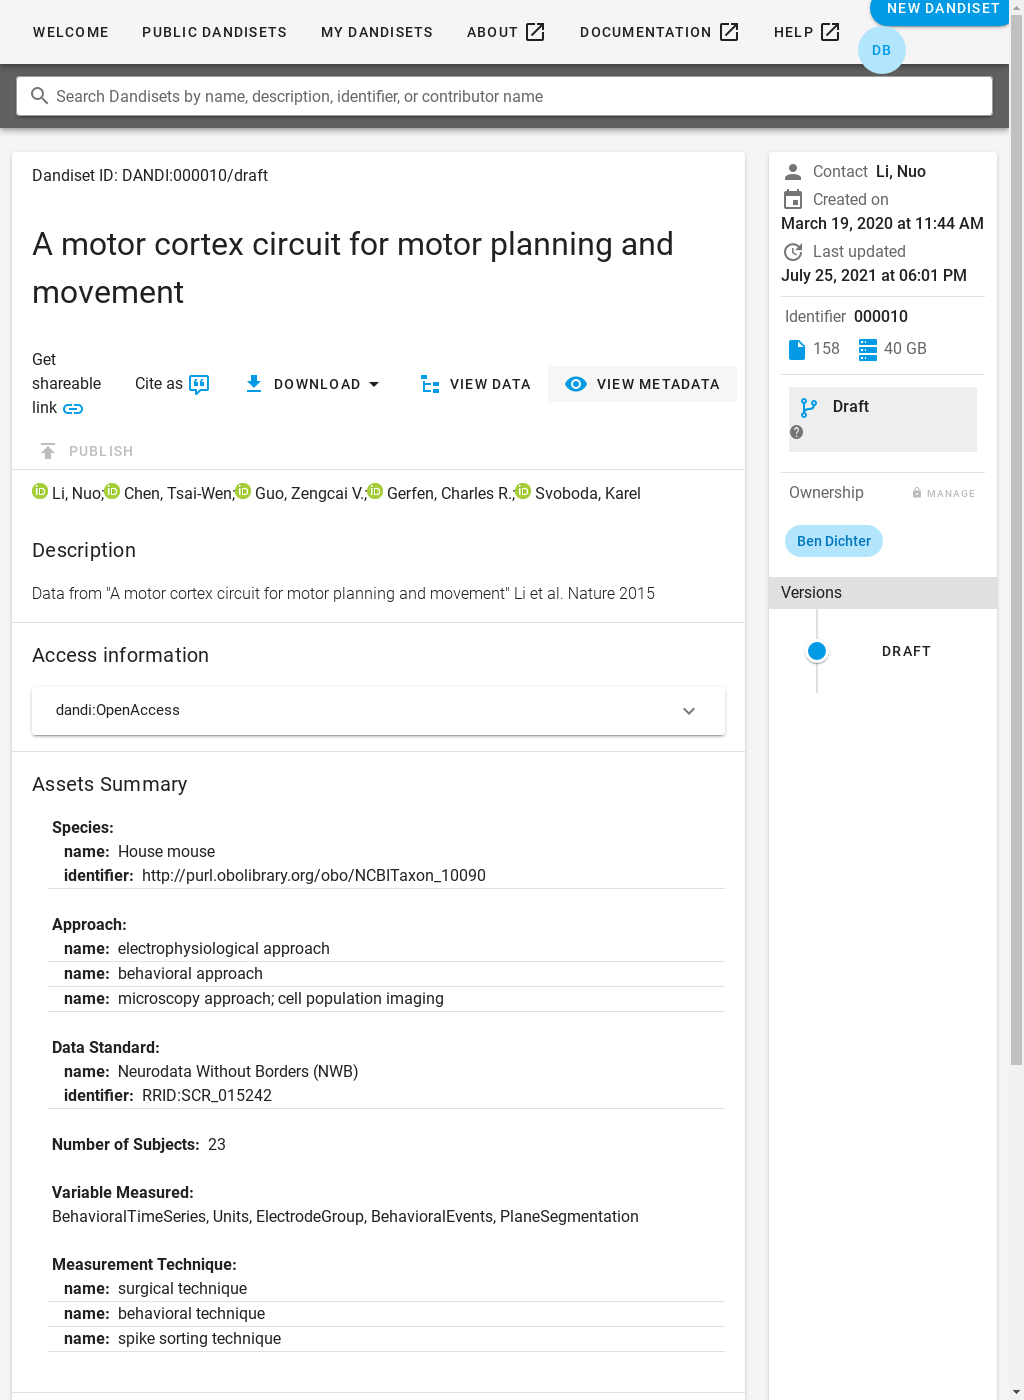 WELCOME PUBLIC DANDISETS MY DANDISETS ABOUT DOCUMENTATION HELP NEW DANDISET
DB
Search Dandisets by name, description, identifier, or contributor name
Dandiset ID: DANDI:000010/draft
A motor cortex circuit for motor planning and
movement
Get
shareable
link
Cite as
DOWNLOAD
VIEW DATA
VIEW METADATA
PUBLISH
iD Li, Nuo; iD Chen, Tsai-Wen; iD Guo, Zengcai V.; iD Gerfen, Charles R.; iD Svoboda, Karel
Description
Data from "A motor cortex circuit for motor planning and movement" Li et al. Nature 2015
Access information
dandi:OpenAccess
Assets Summary
Species:
name: House mouse
identifier: http://purl.obolibrary.org/obo/NCBITaxon_10090
Approach:
name: electrophysiological approach
name: behavioral approach
name: microscopy approach; cell population imaging
Data Standard:
name: Neurodata Without Borders (NWB)
identifier: RRID:SCR_015242
Number of Subjects: 23
Variable Measured:
BehavioralTimeSeries, Units, ElectrodeGroup, BehavioralEvents, PlaneSegmentation
Measurement Technique:
name: surgical technique
name: behavioral technique
name: spike sorting technique
Contact Li, Nuo
Created on
March 19, 2020 at 11:44 AM
Last updated
July 25, 2021 at 06:01 PM
Identifier 000010
158 40 GB
Draft
?
Ownership MANAGE
Ben Dichter
Versions
DRAFT